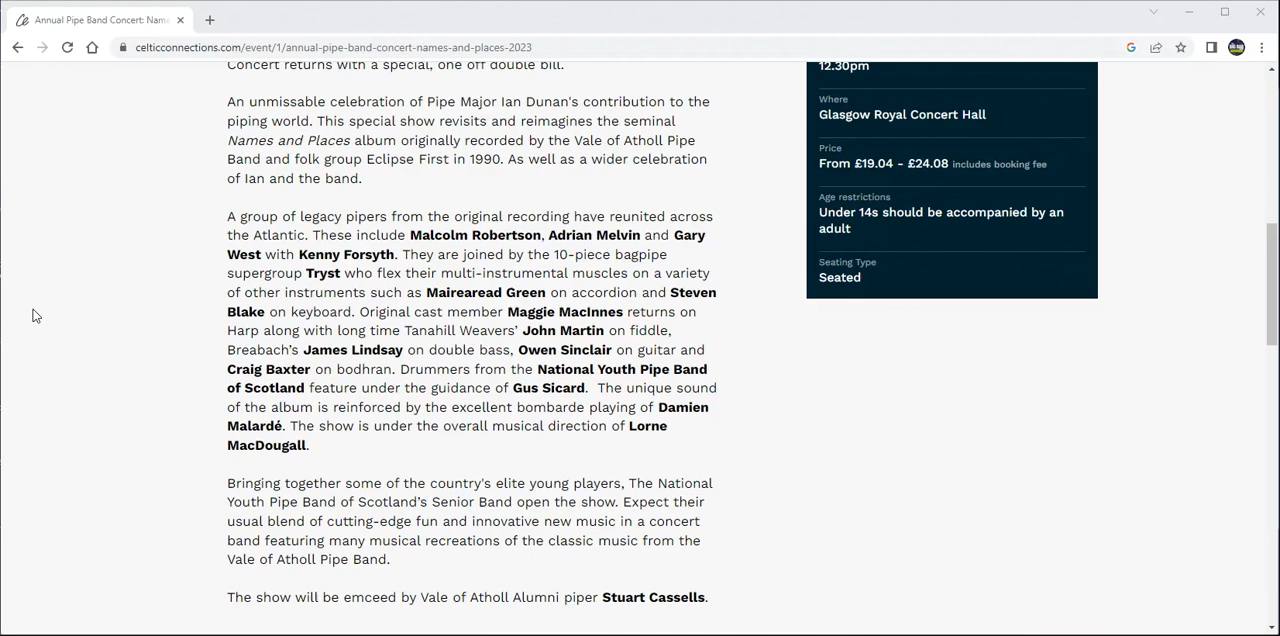 Annual Pipe Band Concert: Name
celticconnections.com/event/1/annual-pipe-band-concert-names-and-places-2023
Concert returns with a special, one off double bill.
An unmissable celebration of Pipe Major Ian Dunan's contribution to the
piping world. This special show revisits and reimagines the seminal
Names and Places album originally recorded by the Vale of Atholl Pipe
Band and folk group Eclipse First in 1990. As well as a wider celebration
of Ian and the band.
A group of legacy pipers from the original recording have reunited across
the Atlantic. These include Malcolm Robertson, Adrian Melvin and Gary
West with Kenny Forsyth. They are joined by the 10-piece bagpipe
supergroup Tryst who flex their multi-instrumental muscles on a variety
of other instruments such as Mairearead Green on accordion and Steven
Blake on keyboard. Original cast member Maggie MacInnes returns on
Harp along with long time Tanahill Weavers' John Martin on fiddle,
Breabach's James Lindsay on double bass, Owen Sinclair on guitar and
Craig Baxter on bodhran. Drummers from the National Youth Pipe Band
of Scotland feature under the guidance of Gus Sicard. The unique sound
of the album is reinforced by the excellent bombarde playing of Damien
Malardé. The show is under the overall musical direction of Lorne
MacDougall.
Bringing together some of the country's elite young players, The National
Youth Pipe Band of Scotland's Senior Band open the show. Expect their
usual blend of cutting-edge fun and innovative new music in a concert
band featuring many musical recreations of the classic music from the
Vale of Atholl Pipe Band.
The show will be emceed by Vale of Atholl Alumni piper Stuart Cassells.
12.30pm
Where
Glasgow Royal Concert Hall
Price
From £19.04 - £24.08 includes booking fee
Age restrictions
Under 14s should be accompanied by an
adult
Seating Type
Seated